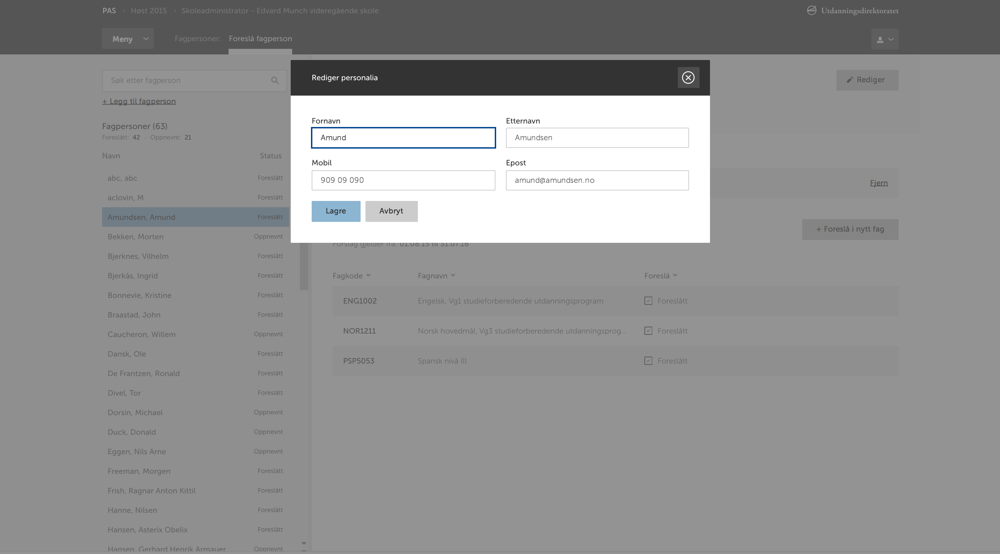 PAS • Høst 2015 • Skoleadministrator - Edvard Munch videregående skole
Utdanningsdirektoratet
Meny
Fagpersoner: Foreslå fagperson
Søk etter fagperson
+ Legg til fagperson
Fagpersoner (63)
Foreslått: 42 • Oppnevnt: 21
Navn Status
abc, abc Foreslått
aclovin, M Foreslått
Amundsen, Amund Foreslått
Bekken, Morten Oppnevnt
Bjerknes, Vilhelm Foreslått
Bjerkås, Ingrid Foreslått
Bonnevie, Kristine Foreslått
Braastad, John Foreslått
Caucheron, Willem Oppnevnt
Dansk, Ole Foreslått
De Frantzen, Ronald Foreslått
Divel, Tor Foreslått
Dorsin, Michael Oppnevnt
Duck, Donald Oppnevnt
Eggen, Nils Arne Oppnevnt
Freeman, Morgen Foreslått
Frish, Ragnar Anton Kittil Foreslått
Hanne, Nilsen Foreslått
Hansen, Asterix Obelix Foreslått
Hansen, Gerhard Henrik Armauer Oppnevnt
Rediger personalia
Fornavn Etternavn
Amund Amundsen
Mobil Epost
909 09 090 amund@amundsen.no
Lagre Avbryt
Rediger
Fjern
+ Foreslå i nytt fag
Forslag gjelder fra: 01.08.15 til 31.07.16
Fagkode Fagnavn Foreslå
ENG1002 Engelsk, Vg1 studieforberedende utdanningsprogram Foreslått
NOR1211 Norsk hovedmål, Vg3 studieforberedende utdanningsprog... Foreslått
PSP5053 Spansk nivå III Foreslått